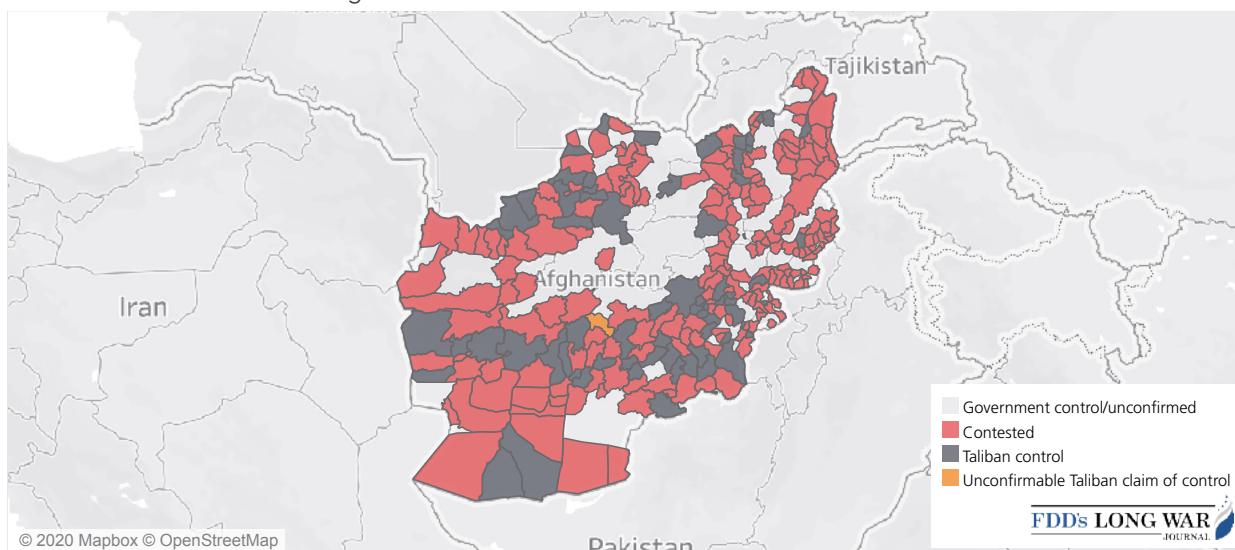 Tajikistan
Afghanistan
Iran
Government control/unconfirmed
Contested
Taliban control
Unconfirmable Taliban claim of control
FDD's LONG WAR
JOURNAL
© 2020 Mapbox © OpenStreetMap
Pakistan